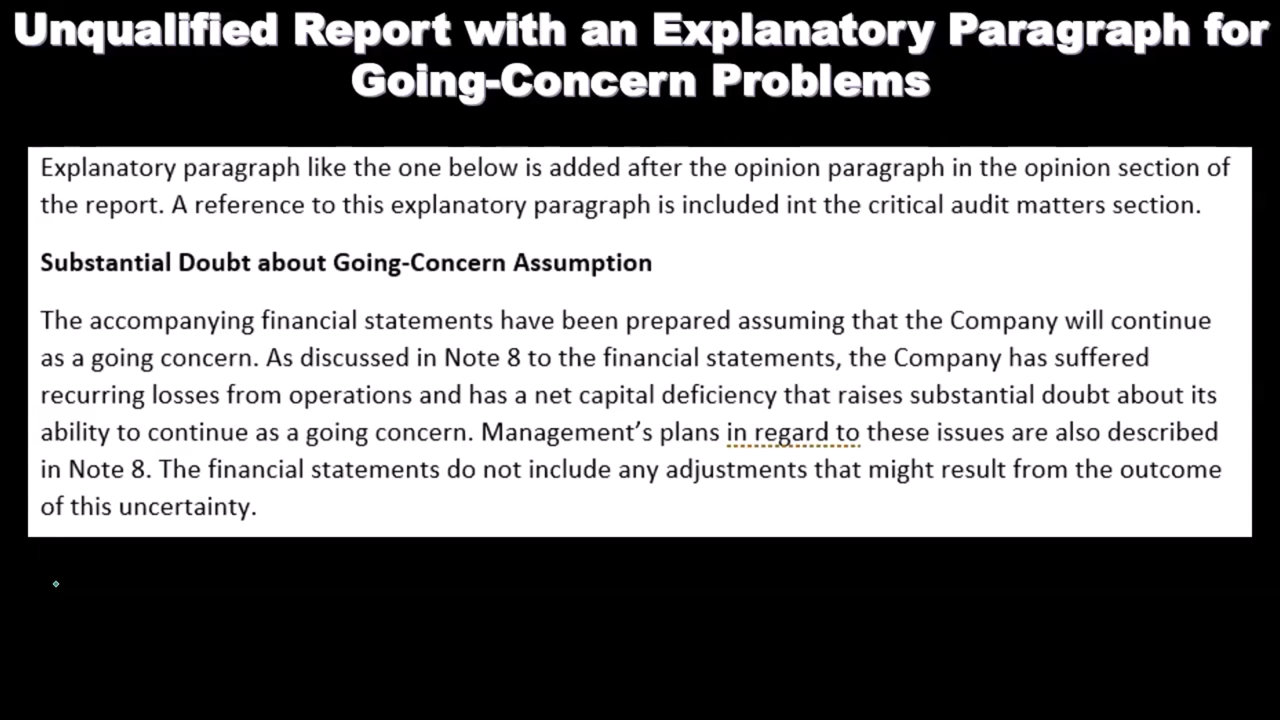 Unqualified Report with an Explanatory Paragraph for
Going-Concern Problems
Explanatory paragraph like the one below is added after the opinion paragraph in the opinion section of
the report. A reference to this explanatory paragraph is included int the critical audit matters section.
Substantial Doubt about Going-Concern Assumption
The accompanying financial statements have been prepared assuming that the Company will continue
as a going concern. As discussed in Note 8 to the financial statements, the Company has suffered
recurring losses from operations and has a net capital deficiency that raises substantial doubt about its
ability to continue as a going concern. Management’s plans in regard to these issues are also described
in Note 8. The financial statements do not include any adjustments that might result from the outcome
of this uncertainty.